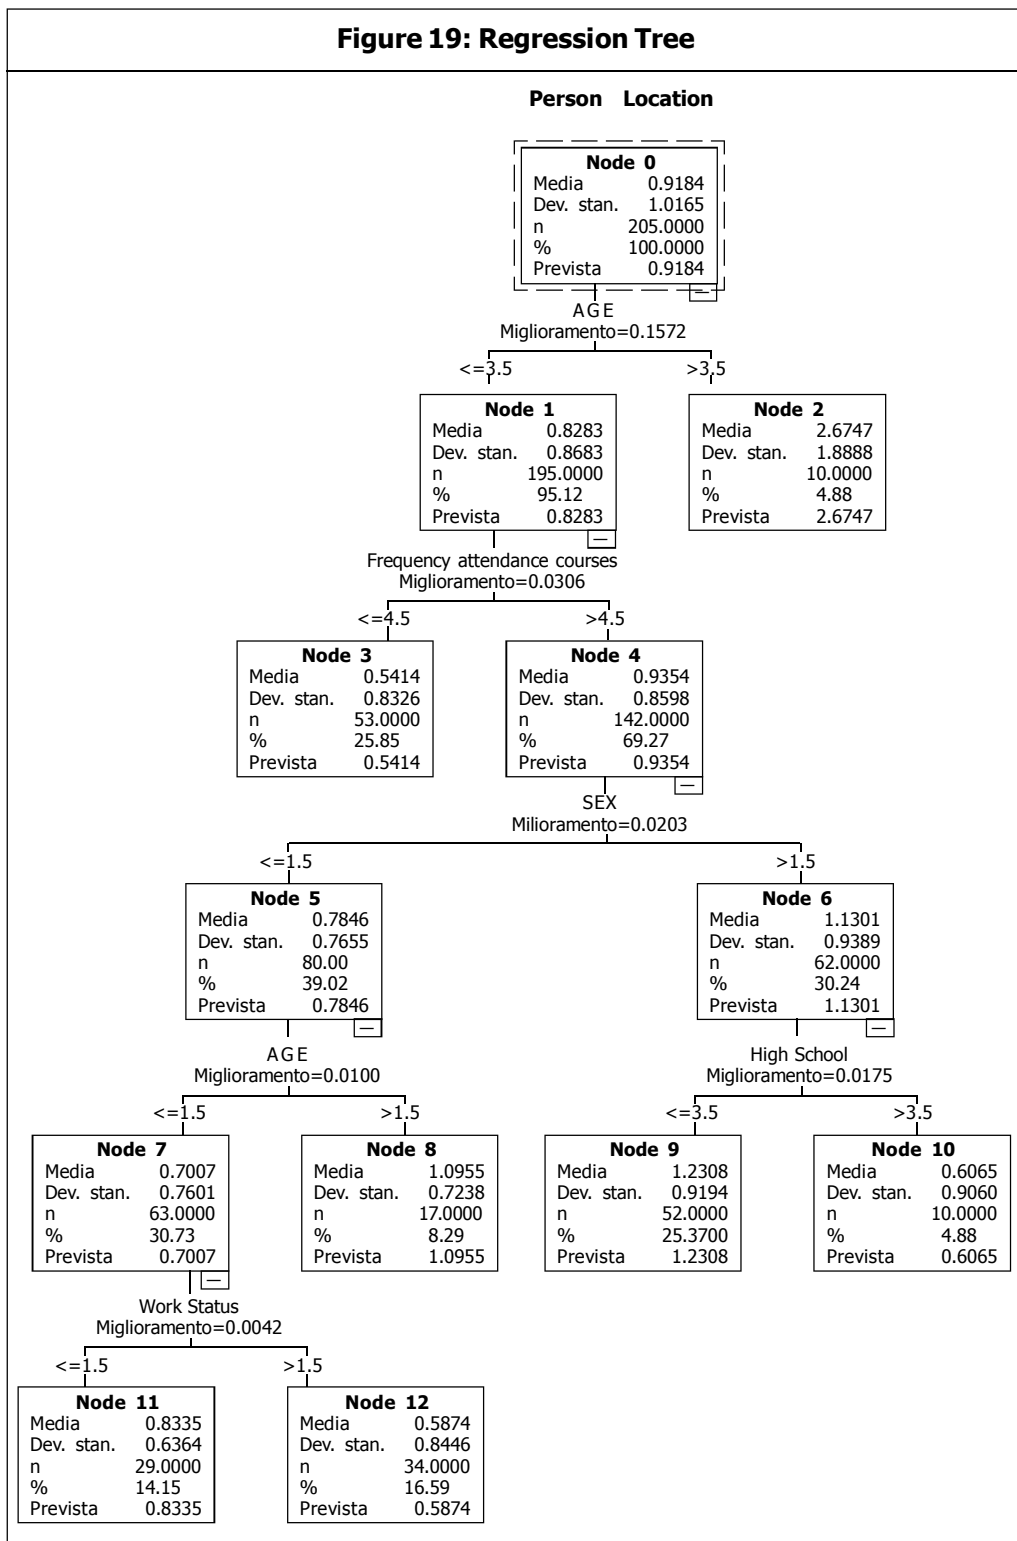 Figure 19: Regression Tree
Person Location
Node 0
Media 0.9184
Dev. stan. 1.0165
n 205.0000
% 100.0000
Prevista 0.9184
AGE
Miglioramento=0.1572
<=3.5 >3.5
Node 1
Media 0.8283
Dev. stan. 0.8683
n 195.0000
% 95.12
Prevista 0.8283
Node 2
Media 2.6747
Dev. stan. 1.8888
n 10.0000
% 4.88
Prevista 2.6747
Frequency attendance courses
Miglioramento=0.0306
<=4.5 >4.5
Node 3
Media 0.5414
Dev. stan. 0.8326
n 53.0000
% 25.85
Prevista 0.5414
Node 4
Media 0.9354
Dev. stan. 0.8598
n 142.0000
% 69.27
Prevista 0.9354
SEX
Milioramento=0.0203
<=1.5 >1.5
Node 5
Media 0.7846
Dev. stan. 0.7655
n 80.00
% 39.02
Prevista 0.7846
Node 6
Media 1.1301
Dev. stan. 0.9389
n 62.0000
% 30.24
Prevista 1.1301
AGE
Miglioramento=0.0100
<=1.5 >1.5
High School
Miglioramento=0.0175
<=3.5 >3.5
Node 7
Media 0.7007
Dev. stan. 0.7601
n 63.0000
% 30.73
Prevista 0.7007
Node 8
Media 1.0955
Dev. stan. 0.7238
n 17.0000
% 8.29
Prevista 1.0955
Node 9
Media 1.2308
Dev. stan. 0.9194
n 52.0000
% 25.3700
Prevista 1.2308
Node 10
Media 0.6065
Dev. stan. 0.9060
n 10.0000
% 4.88
Prevista 0.6065
Work Status
Miglioramento=0.0042
<=1.5 >1.5
Node 11
Media 0.8335
Dev. stan. 0.6364
n 29.0000
% 14.15
Prevista 0.8335
Node 12
Media 0.5874
Dev. stan. 0.8446
n 34.0000
% 16.59
Prevista 0.5874